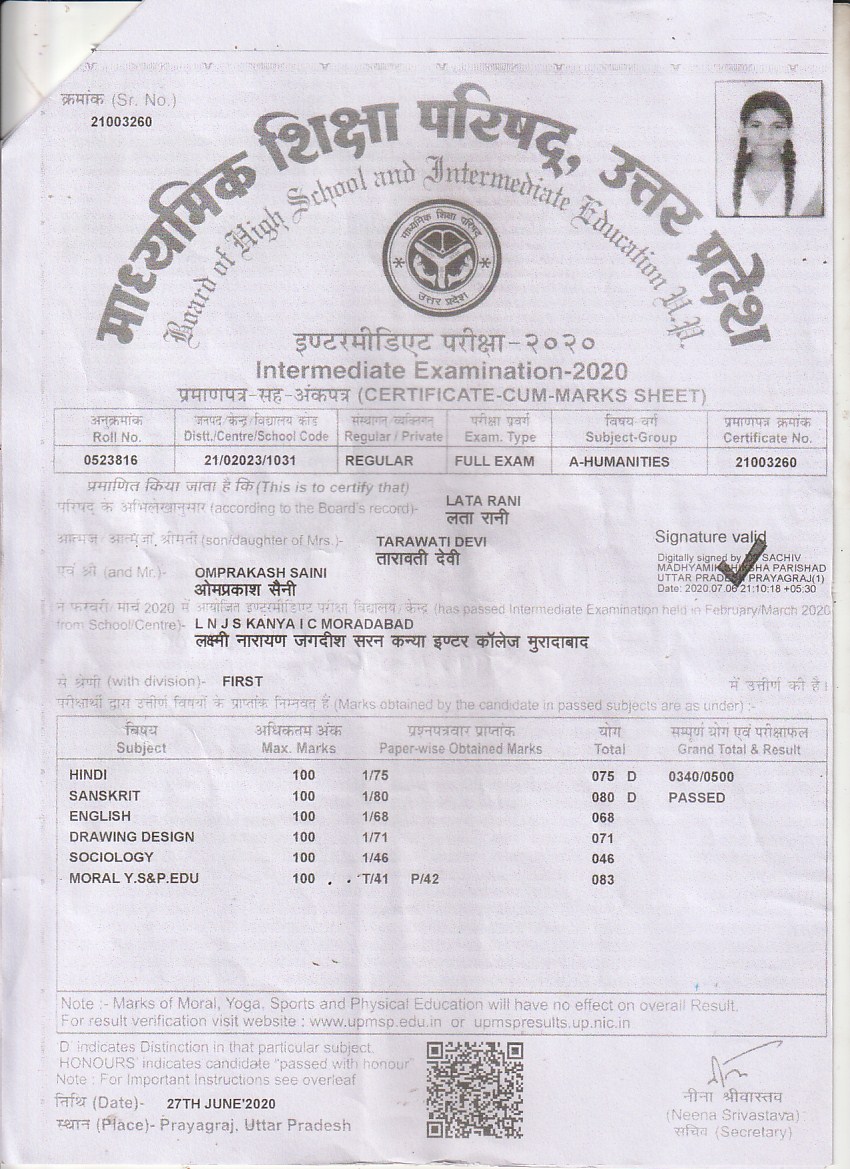 क्रमांक (Sr. No.)
21003260
माध्यमिक शिक्षा परिषद्, उत्तर प्रदेश
Board of High School and Intermediate Education U.P.
माध्यमिक शिक्षा परिषद्
उत्तर प्रदेश
इण्टरमीडिएट परीक्षा-२०२०
Intermediate Examination-2020
प्रमाणपत्र-सह-अंकपत्र (CERTIFICATE-CUM-MARKS SHEET)
अनुक्रमांक जनपद/केन्द्र/विद्यालय कोड संस्थागत/व्यक्तिगत परीक्षा प्रवर्ग विषय वर्ग प्रमाणपत्र क्रमांक
Roll No. Distt./Centre/School Code Regular / Private Exam. Type Subject-Group Certificate No.
0523816 21/02023/1031 REGULAR FULL EXAM A-HUMANITIES 21003260
प्रमाणित किया जाता है कि (This is to certify that)
LATA RANI
परिषद के अभिलेखानुसार (according to the Board's record)- लता रानी
आत्मज/आत्मजा, श्रीमती (son/daughter of Mrs.)- TARAWATI DEVI
तारावती देवी
Signature valid
Digitally signed by DS SACHIV
MADHYAMIK SHIKSHA PARISHAD
UTTAR PRADESH PRAYAGRAJ(1)
Date: 2020.07.06 21:10:18 +05:30
एवं श्री (and Mr.)- OMPRAKASH SAINI
ओमप्रकाश सैनी
ने फरवरी/मार्च 2020 में आयोजित इण्टरमीडिएट परीक्षा विद्यालय/केन्द्र (has passed Intermediate Examination held in February/March 2020
from School/Centre)- L N J S KANYA I C MORADABAD
लक्ष्मी नारायण जगदीश सरन कन्या इण्टर कॉलेज मुरादाबाद
से श्रेणी (with division)- FIRST में उत्तीर्ण की है।
परीक्षार्थी द्वारा उत्तीर्ण विषयों के प्राप्तांक निम्नवत हैं (Marks obtained by the candidate in passed subjects are as under) :-
विषय अधिकतम अंक प्रश्नपत्रवार प्राप्तांक योग सम्पूर्ण योग एवं परीक्षाफल
Subject Max. Marks Paper-wise Obtained Marks Total Grand Total & Result
HINDI 100 1/75 075 D 0340/0500
SANSKRIT 100 1/80 080 D PASSED
ENGLISH 100 1/68 068
DRAWING DESIGN 100 1/71 071
SOCIOLOGY 100 1/46 046
MORAL Y.S&P.EDU 100 T/41 P/42 083
Note :- Marks of Moral, Yoga, Sports and Physical Education will have no effect on overall Result.
For result verification visit website : www.upmsp.edu.in or upmspresults.up.nic.in
'D' indicates Distinction in that particular subject.
'HONOURS' indicates candidate "passed with honour"
Note : For Important Instructions see overleaf
तिथि (Date)- 27TH JUNE'2020
स्थान (Place)- Prayagraj, Uttar Pradesh
नीना श्रीवास्तव
(Neena Srivastava)
सचिव (Secretary)